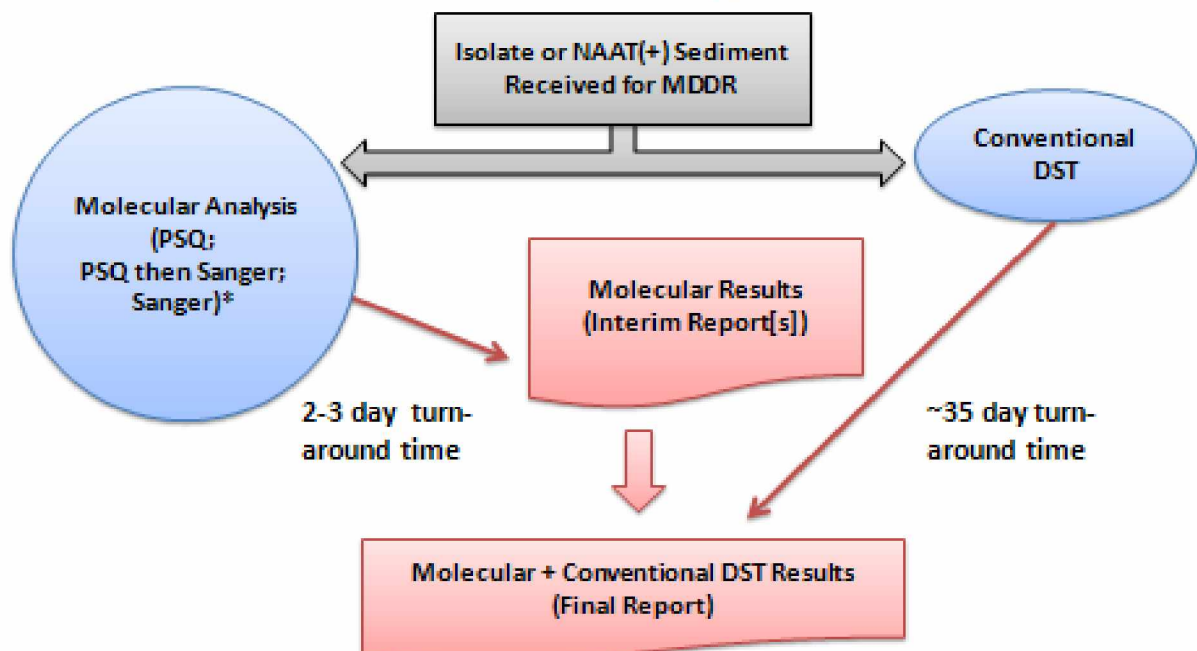 Isolate or NAAT(+) Sediment
Received for MDDR
Conventional
DST
Molecular Analysis
(PSQ;
PSQ then Sanger;
Sanger)*
Molecular Results
(Interim Report[s])
2-3 day turn-
around time
~35 day turn-
around time
Molecular + Conventional DST Results
(Final Report)